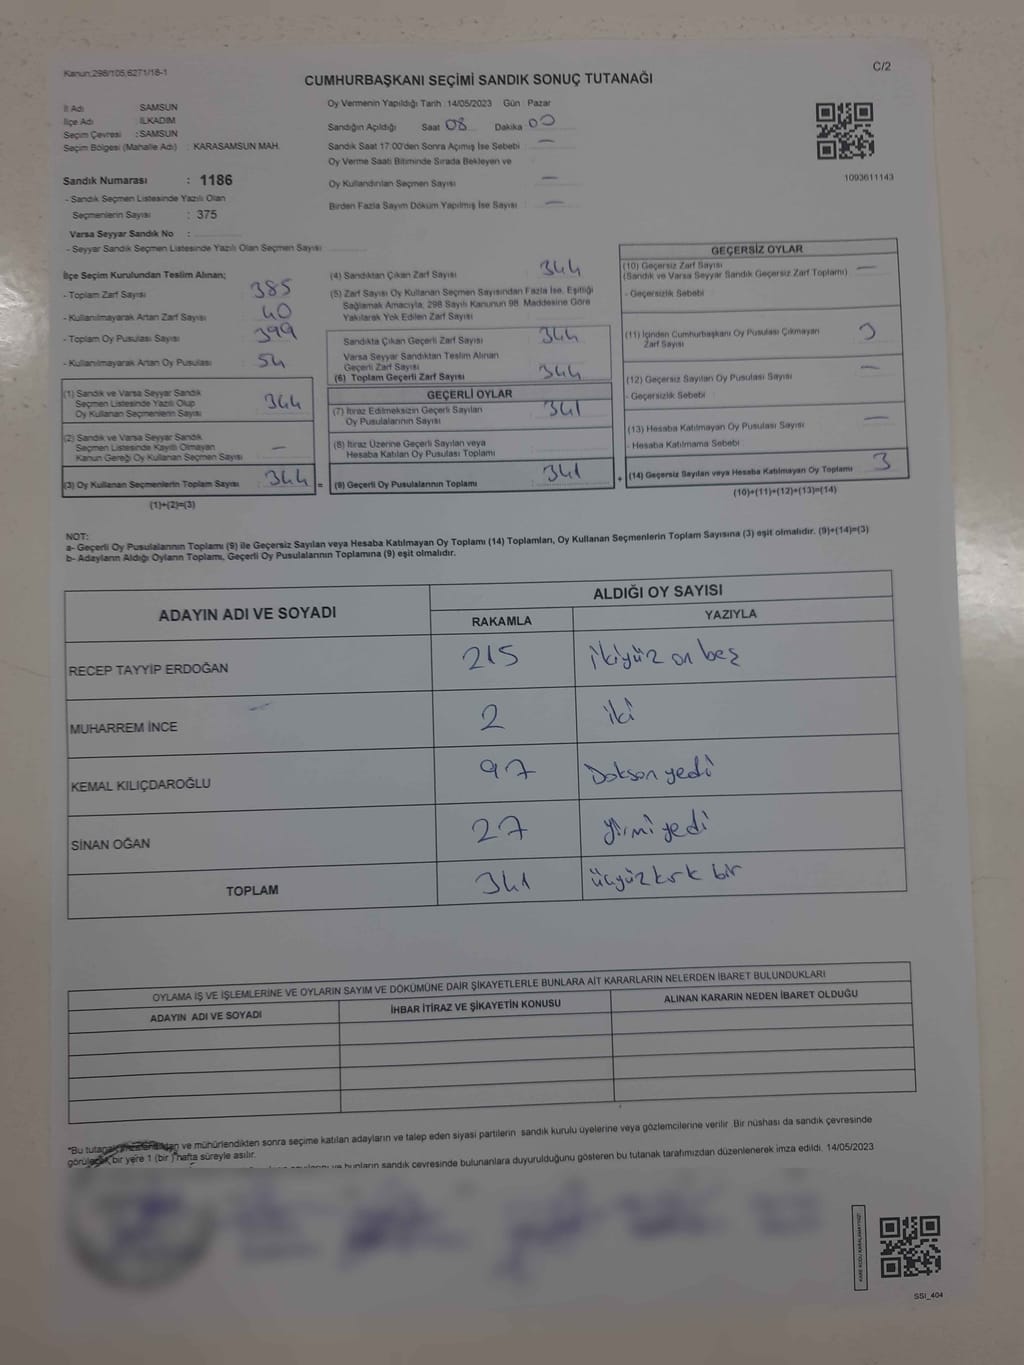 Kanun:298/105,6271/18-1
C/2
CUMHURBAŞKANI SEÇİMİ SANDIK SONUÇ TUTANAĞI
İl Adı SAMSUN
İlçe Adı İLKADIM
Seçim Çevresi :SAMSUN
Seçim Bölgesi (Mahalle Adı) : KARASAMSUN MAH.
Sandık Numarası : 1186
- Sandık Seçmen Listesinde Yazılı Olan
Seçmenlerin Sayısı : 375
Varsa Seyyar Sandık No :
- Seyyar Sandık Seçmen Listesinde Yazılı Olan Seçmen Sayısı
Oy Vermenin Yapıldığı Tarih :14/05/2023 Gün : Pazar
Sandığın Açıldığı Saat 08 Dakika 00
Sandık Saat 17:00'den Sonra Açımış İse Sebebi : —
Oy Verme Saati Bitiminde Sırada Bekleyen ve
Oy Kullandırılan Seçmen Sayısı : —
Birden Fazla Sayım Döküm Yapılmış İse Sayısı : —
1093611143
İlçe Seçim Kurulundan Teslim Alınan;
- Toplam Zarf Sayısı 385
- Kullanılmayarak Artan Zarf Sayısı 40
- Toplam Oy Pusulası Sayısı 399
- Kullanılmayarak Artan Oy Pusulası 54
(1) Sandık ve Varsa Seyyar Sandık
Seçmen Listesinde Yazılı Olup
Oy Kullanan Seçmenlerin Sayısı : 344
(2) Sandık ve Varsa Seyyar Sandık
Seçmen Listesinde Kayıtlı Olmayan
Kanun Gereği Oy Kullanan Seçmen Sayısı : —
(3) Oy Kullanan Seçmenlerin Toplam Sayısı : 344 =
(1)+(2)=(3)
(4) Sandıktan Çıkan Zarf Sayısı : 344
(5) Zarf Sayısı Oy Kullanan Seçmen Sayısından Fazla İse, Eşitliği
Sağlamak Amacıyla, 298 Sayılı Kanunun 98. Maddesine Göre
Yakılarak Yok Edilen Zarf Sayısı :
Sandıkta Çıkan Geçerli Zarf Sayısı : 344
Varsa Seyyar Sandıktan Teslim Alınan
Geçerli Zarf Sayısı :
(6) Toplam Geçerli Zarf Sayısı : 344
GEÇERLİ OYLAR
(7) İtiraz Edilmeksizin Geçerli Sayılan
Oy Pusulalarının Sayısı : 341
(8) İtiraz Üzerine Geçerli Sayılan veya
Hesaba Katılan Oy Pusulası Toplamı :
(9) Geçerli Oy Pusulalarının Toplamı : 341 +
GEÇERSİZ OYLAR
(10) Geçersiz Zarf Sayısı : —
(Sandık ve Varsa Seyyar Sandık Geçersiz Zarf Toplamı)
- Geçersizlik Sebebi :
(11) İçinden Cumhurbaşkanı Oy Pusulası Çıkmayan
Zarf Sayısı : 3
(12) Geçersiz Sayılan Oy Pusulası Sayısı : —
- Geçersizlik Sebebi :
(13) Hesaba Katılmayan Oy Pusulası Sayısı : —
- Hesaba Katılmama Sebebi :
(14) Geçersiz Sayılan veya Hesaba Katılmayan Oy Toplamı : 3
(10)+(11)+(12)+(13)=(14)
NOT:
a- Geçerli Oy Pusulalarının Toplamı (9) ile Geçersiz Sayılan veya Hesaba Katılmayan Oy Toplamı (14) Toplamları, Oy Kullanan Seçmenlerin Toplam Sayısına (3) eşit olmalıdır. (9)+(14)=(3)
b- Adayların Aldığı Oyların Toplamı, Geçerli Oy Pusulalarının Toplamına (9) eşit olmalıdır.
ADAYIN ADI VE SOYADI ALDIĞI OY SAYISI
RAKAMLA YAZIYLA
RECEP TAYYİP ERDOĞAN 215 ikiyüz on beş
MUHARREM İNCE 2 iki
KEMAL KILIÇDAROĞLU 97 Doksan yedi
SİNAN OĞAN 27 yirmi yedi
TOPLAM 341 üçyüz kırk bir
OYLAMA İŞ VE İŞLEMLERİNE VE OYLARIN SAYIM VE DÖKÜMÜNE DAİR ŞİKAYETLERLE BUNLARA AİT KARARLARIN NELERDEN İBARET BULUNDUKLARI
ADAYIN ADI VE SOYADI İHBAR İTİRAZ VE ŞİKAYETİN KONUSU ALINAN KARARIN NEDEN İBARET OLDUĞU
*Bu tutanak ve mühürlendikten sonra seçime katılan adayların ve talep eden siyasi partilerin sandık kurulu üyelerine veya gözlemcilerine verilir. Bir nüshası da sandık çevresinde
görülecek bir yere 1 (bir) hafta süreyle asılır.
ve bunların sandık çevresinde bulunanlara duyurulduğunu gösteren bu tutanak tarafımızdan düzenlenerek imza edildi. 14/05/2023
KARE KODU KARALAMAYINIZ!
SSI_404